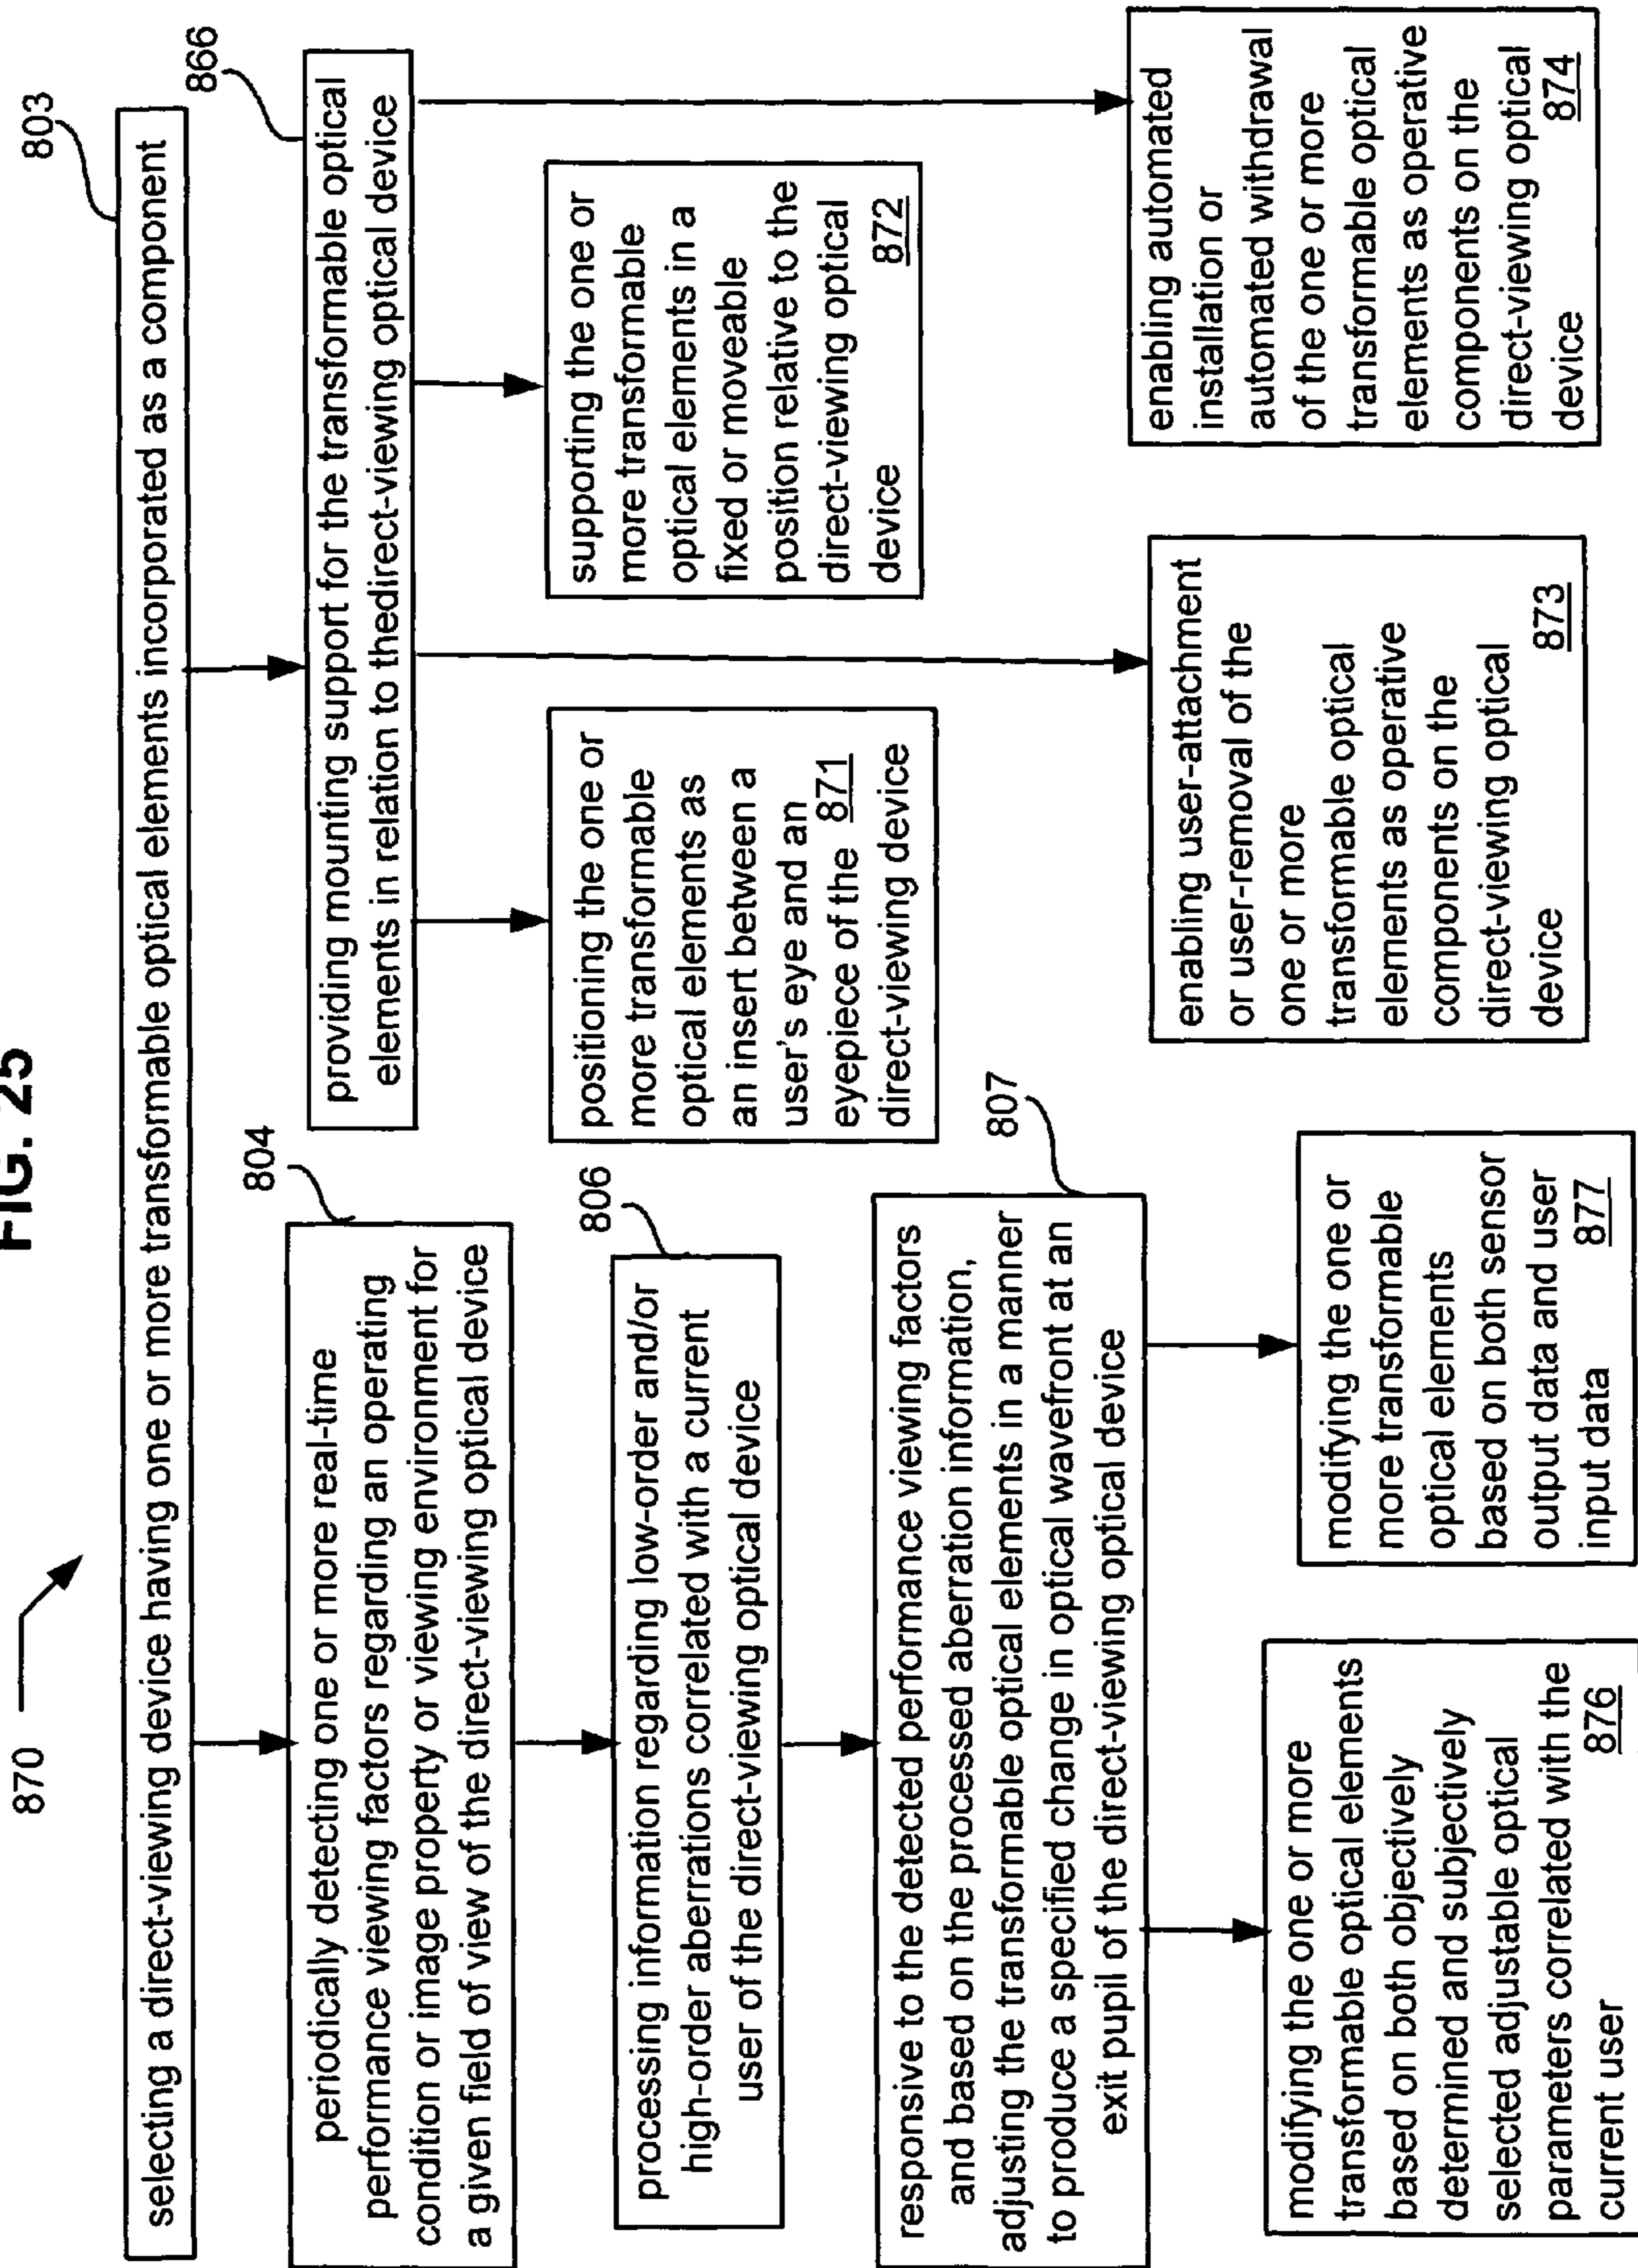 FIG. 25
870
803
selecting a direct-viewing device having one or more transformable optical elements incorporated as a component
804
periodically detecting one or more real-time
performance viewing factors regarding an operating
condition or image property or viewing environment for
a given field of view of the direct-viewing optical device
806
processing information regarding low-order and/or
high-order aberrations correlated with a current
user of the direct-viewing optical device
807
responsive to the detected performance viewing factors
and based on the processed aberration information,
adjusting the transformable optical elements in a manner
to produce a specified change in optical wavefront at an
exit pupil of the direct-viewing optical device
modifying the one or more
transformable optical elements
based on both objectively
determined and subjectively
selected adjustable optical
parameters correlated with the
current user
876
modifying the one or
more transformable
optical elements
based on both sensor
output data and user
input data
877
866
providing mounting support for the transformable optical
elements in relation to thedirect-viewing optical device
positioning the one or
more transformable
optical elements as
an insert between a
user's eye and an
eyepiece of the 871
direct-viewing device
supporting the one or
more transformable
optical elements in a
fixed or moveable
position relative to the
direct-viewing optical
device
872
enabling user-attachment
or user-removal of the
one or more
transformable optical
elements as operative
components on the
direct-viewing optical
device
873
enabling automated
installation or
automated withdrawal
of the one or more
transformable optical
elements as operative
components on the
direct-viewing optical
device
874